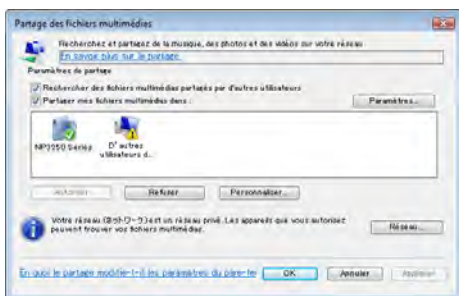 Partage des fichiers multimédias
Recherchez et partagez de la musique, des photos et des vidéos sur votre réseau
En savoir plus sur le partage
Paramètres de partage
Rechercher des fichiers multimédias partagés par d'autres utilisateurs
Partager mes fichiers multimédias dans :
Paramètres...
NP3350 Series
D'autres
utilisateurs d...
Autoriser
Refuser
Personnaliser...
Votre réseau (ネットワーク) est un réseau privé. Les appareils que vous autorisez
peuvent trouver vos fichiers multimédias.
Réseau...
En quoi le partage modifier-t-il les paramètres du pare-fe
OK
Annuler
Appliquer